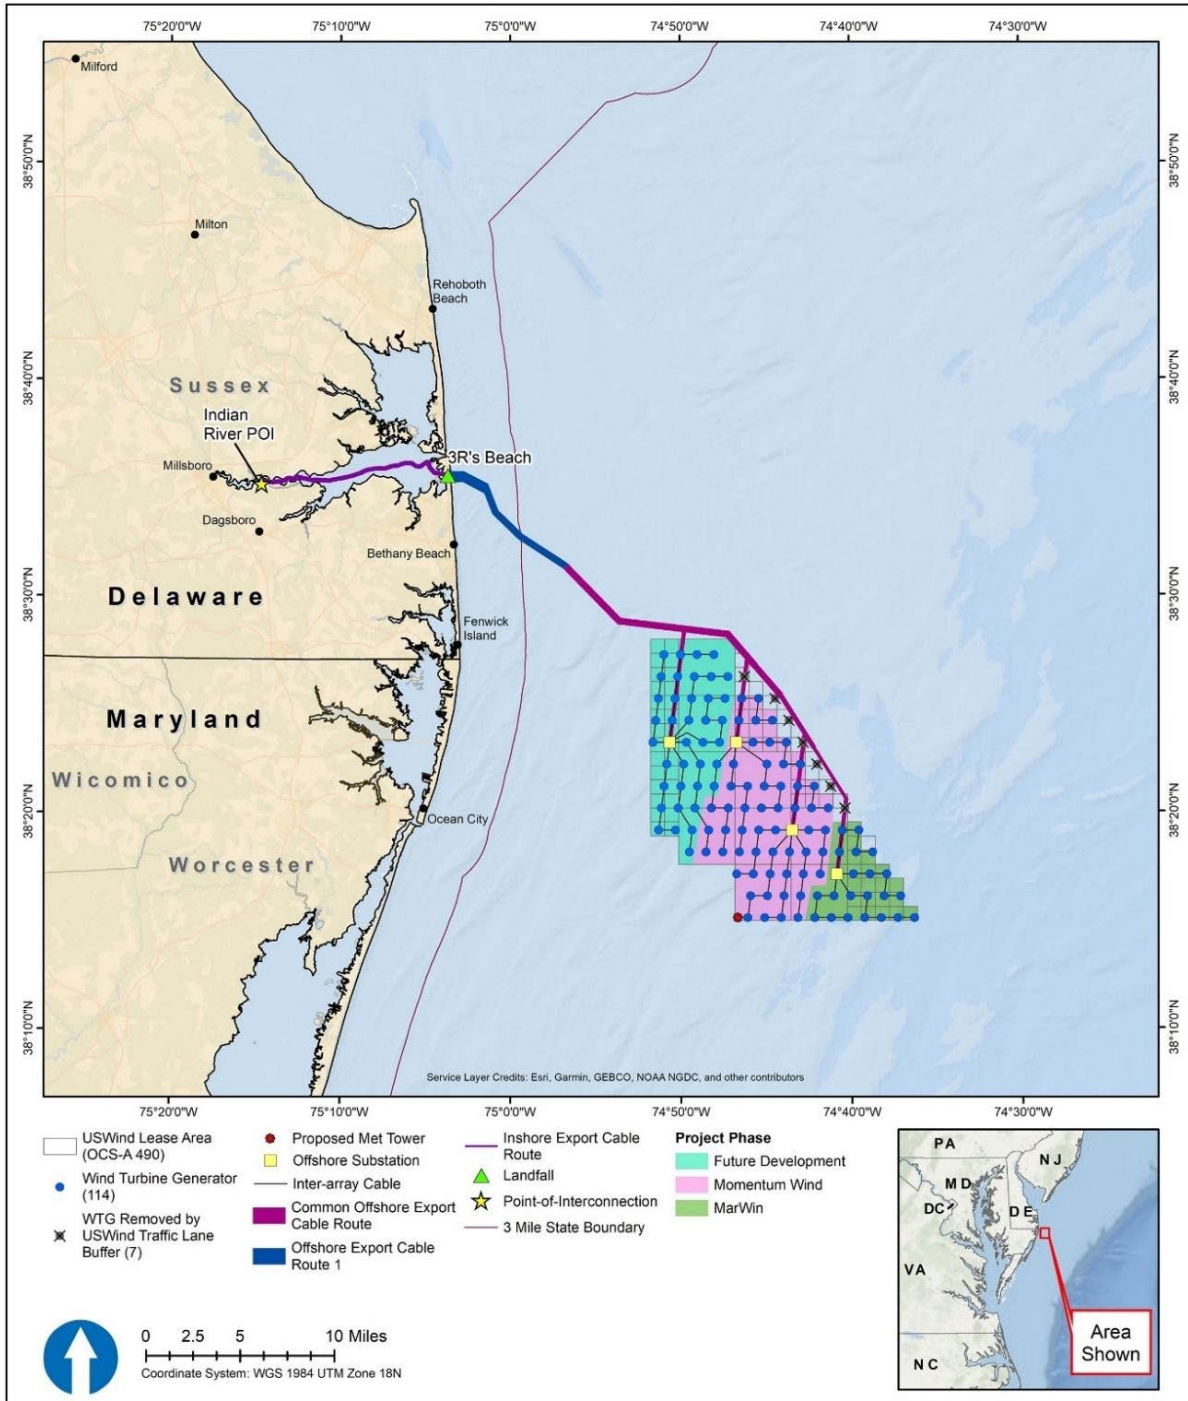 75°20'0"W
75°10'0"W
75°0'0"W
74°50'0"W
74°40'0"W
74°30'0"W
38°50'0"N
38°50'0"N
38°40'0"N
38°40'0"N
38°30'0"N
38°30'0"N
38°20'0"N
38°20'0"N
38°10'0"N
38°10'0"N
Milford
Milton
Rehoboth
Beach
Sussex
Indian
River POI
3R's Beach
Millsboro
Dagsboro
Bethany Beach
Delaware
Fenwick
Island
Maryland
Wicomico
Ocean City
Worcester
Service Layer Credits: Esri, Garmin, GEBCO, NOAA NGDC, and other contributors
75°20'0"W
75°10'0"W
75°0'0"W
74°50'0"W
74°40'0"W
74°30'0"W
USWind Lease Area
(OCS-A 490)
Wind Turbine Generator
(114)
WTG Removed by
USWind Traffic Lane
Buffer (7)
Proposed Met Tower
Offshore Substation
Inter-array Cable
Common Offshore Export
Cable Route
Offshore Export Cable
Route 1
Inshore Export Cable
Route
Landfall
Point-of-Interconnection
3 Mile State Boundary
Project Phase
Future Development
Momentum Wind
MarWin
0 2.5 5 10 Miles
Coordinate System: WGS 1984 UTM Zone 18N
PA
NJ
MD
DC
DE
VA
NC
Area
Shown